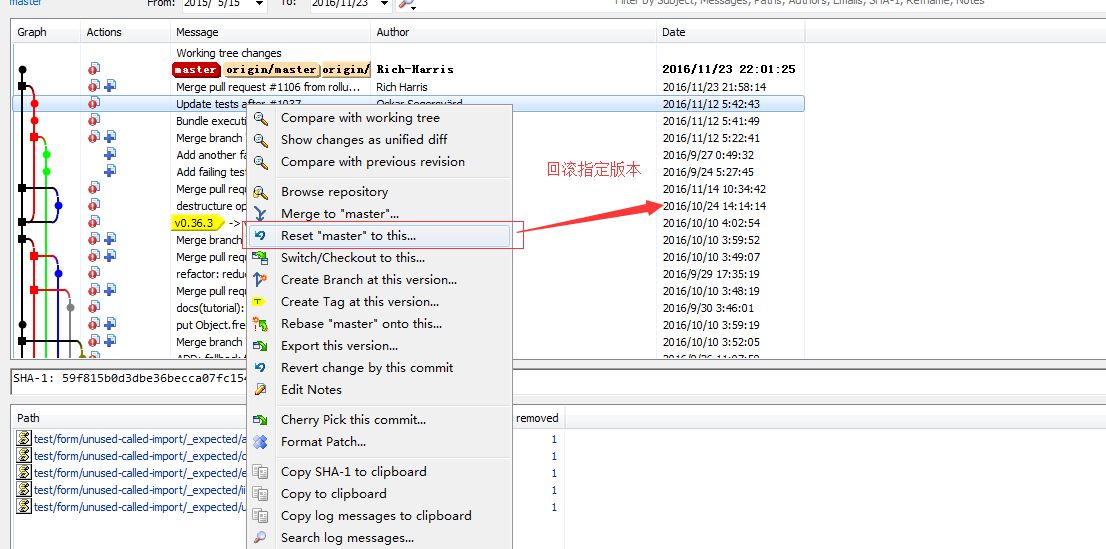 master From: 2015/ 5/15 To: 2016/11/23 Filter by Subject, Messages, Paths, Authors, Emails, SHA-1, Refname, Notes
Graph Actions Message Author Date
Working tree changes
master origin/master origin/ Rich-Harris 2016/11/23 22:01:25
Merge pull request #1106 from rollu... Rich Harris 2016/11/23 21:58:14
Update tests after #1037 Oskar Segersvärd 2016/11/12 5:42:43
Bundle executi 2016/11/12 5:41:49
Merge branch 2016/11/12 5:22:41
Add another fa 2016/9/27 0:49:32
Add failing test 2016/9/24 5:27:45
Merge pull requ 2016/11/14 10:34:42
destructure op 2016/10/24 14:14:14
v0.36.3 -> v 2016/10/10 4:02:54
Merge branch 2016/10/10 3:59:52
Merge pull requ 2016/10/10 3:49:07
refactor: reduc 2016/9/29 17:35:19
Merge pull requ 2016/10/10 3:48:19
docs(tutorial): 2016/9/30 3:46:01
put Object.fre 2016/10/10 3:59:19
Merge branch 2016/10/10 3:52:05
2016/9/26 11:07:59
Compare with working tree
Show changes as unified diff
Compare with previous revision
Browse repository
Merge to "master"...
Reset "master" to this...
Switch/Checkout to this...
Create Branch at this version...
Create Tag at this version...
Rebase "master" onto this...
Export this version...
Revert change by this commit
Edit Notes
Cherry Pick this commit...
Format Patch...
Copy SHA-1 to clipboard
Copy to clipboard
Copy log messages to clipboard
Search log messages...
回滚指定版本
SHA-1: 59f815b0d3dbe36becca07fc154
Path removed
test/form/unused-called-import/_expected/a 1
test/form/unused-called-import/_expected/c 1
test/form/unused-called-import/_expected/e 1
test/form/unused-called-import/_expected/ii 1
test/form/unused-called-import/_expected/u 1